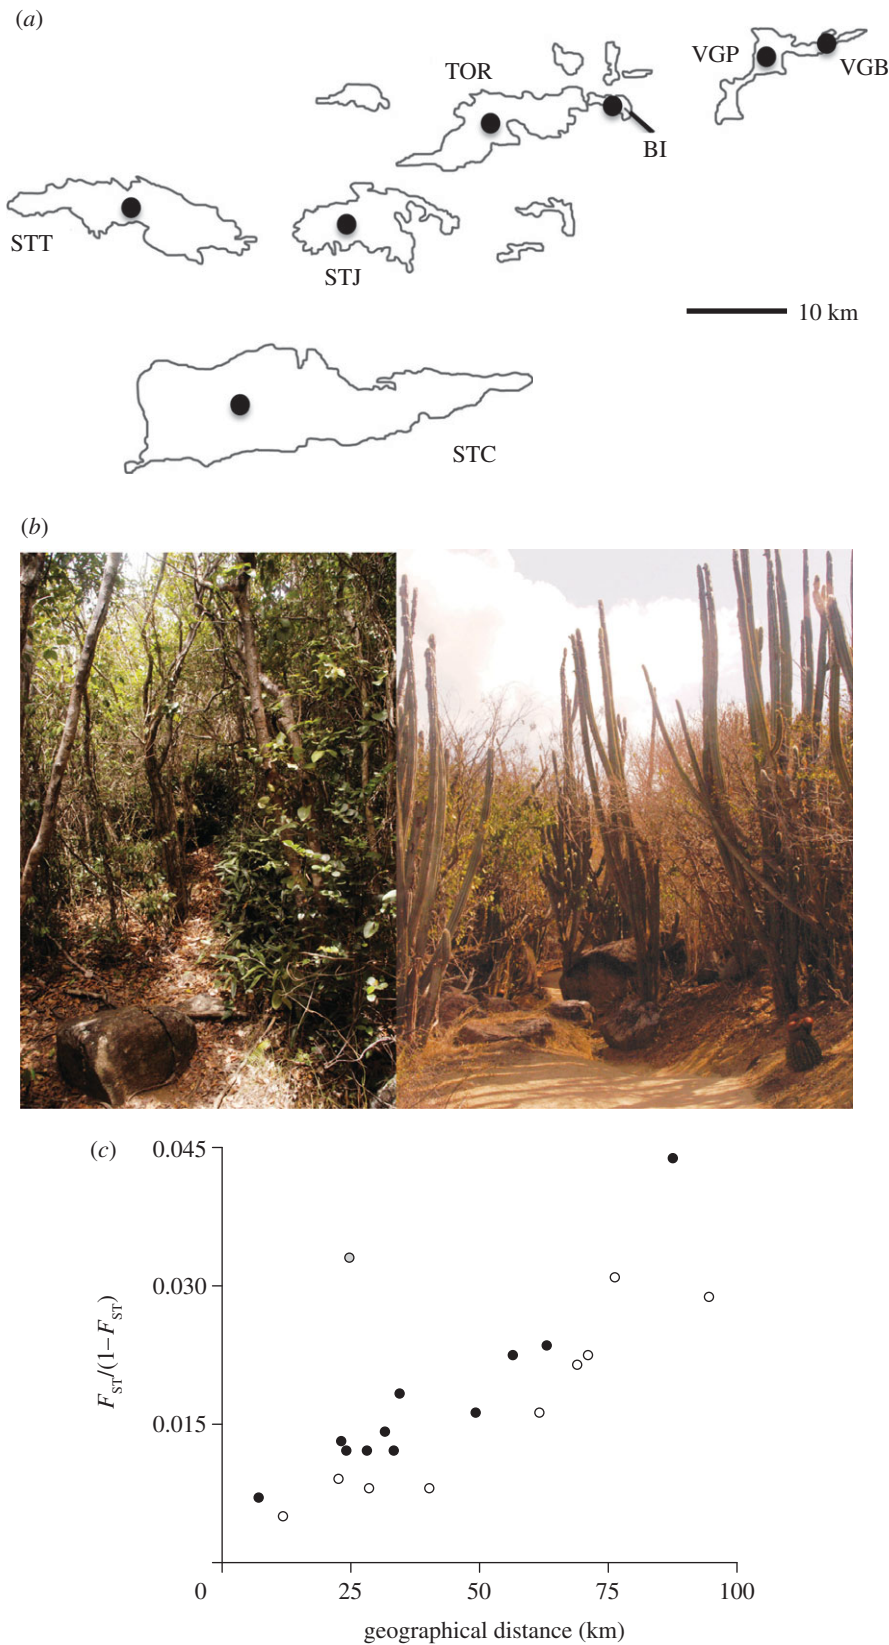 (a)
TOR
VGP
VGB
BI
STT
STJ
10 km
STC
(b)
(c)
0.045
0.030
0.015
F_ST/(1–F_ST)
0 25 50 75 100
geographical distance (km)